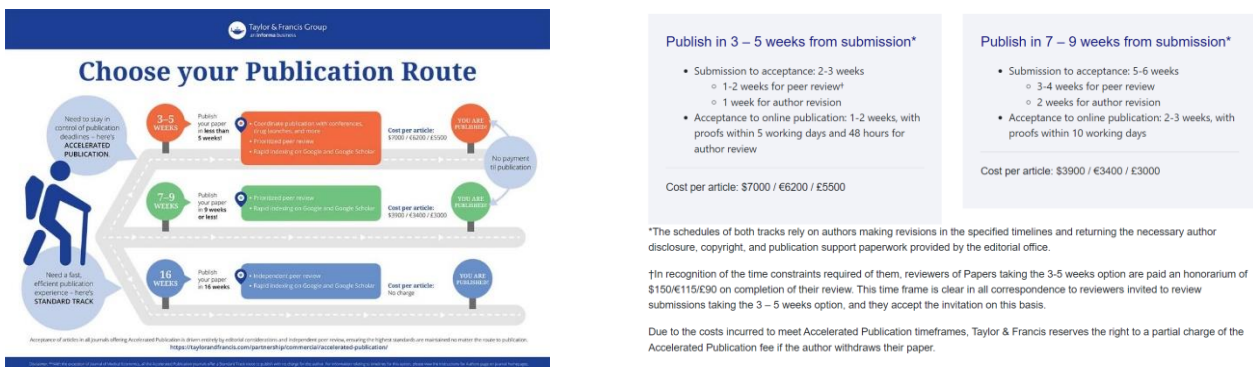 Taylor & Francis Group
an informa business
Choose your Publication Route
Need to stay in
control of publication
deadlines – here's
ACCELERATED
PUBLICATION.
3–5
WEEKS
Publish
your paper
in less than
5 weeks!
• Coordinate publication with conferences,
drug launches, and more
• Prioritized peer review
• Rapid indexing on Google and Google Scholar
Cost per article:
$7000 / €6200 / £5500
YOU ARE
PUBLISHED!
No payment
til publication
7–9
WEEKS
Publish
your paper
in 9 weeks
or less!
• Prioritized peer review
• Rapid indexing on Google and Google Scholar
Cost per article:
$3900 / €3400 / £3000
YOU ARE
PUBLISHED!
Need a fast,
efficient publication
experience – here's
STANDARD TRACK
16
WEEKS
Publish
your paper
in 16 weeks
• Independent peer review
• Rapid indexing on Google and Google Scholar
Cost per article:
No charge
YOU ARE
PUBLISHED!
Acceptance of articles in all journals offering Accelerated Publication is driven entirely by editorial considerations and independent peer review, ensuring the highest standards are maintained no matter the route to publication.
https://taylorandfrancis.com/partnership/commercial/accelerated-publication/
Publish in 3 – 5 weeks from submission*
• Submission to acceptance: 2-3 weeks
◦ 1-2 weeks for peer review†
◦ 1 week for author revision
• Acceptance to online publication: 1-2 weeks, with
proofs within 5 working days and 48 hours for
author review
Cost per article: $7000 / €6200 / £5500
Publish in 7 – 9 weeks from submission*
• Submission to acceptance: 5-6 weeks
◦ 3-4 weeks for peer review
◦ 2 weeks for author revision
• Acceptance to online publication: 2-3 weeks, with
proofs within 10 working days
Cost per article: $3900 / €3400 / £3000
*The schedules of both tracks rely on authors making revisions in the specified timelines and returning the necessary author
disclosure, copyright, and publication support paperwork provided by the editorial office.
†In recognition of the time constraints required of them, reviewers of Papers taking the 3-5 weeks option are paid an honorarium of
$150/€115/£90 on completion of their review. This time frame is clear in all correspondence to reviewers invited to review
submissions taking the 3 – 5 weeks option, and they accept the invitation on this basis.
Due to the costs incurred to meet Accelerated Publication timeframes, Taylor & Francis reserves the right to a partial charge of the
Accelerated Publication fee if the author withdraws their paper.